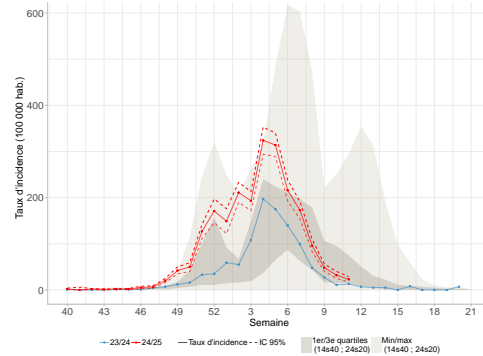 Taux d'incidence (100 000 hab.)
600
400
200
0
40 43 46 49 52 3 6 9 12 15 18 21
Semaine
23/24 24/25 Taux d'incidence IC 95% 1er/3e quartiles Min/max
(14s40 ; 24s20) (14s40 ; 24s20)